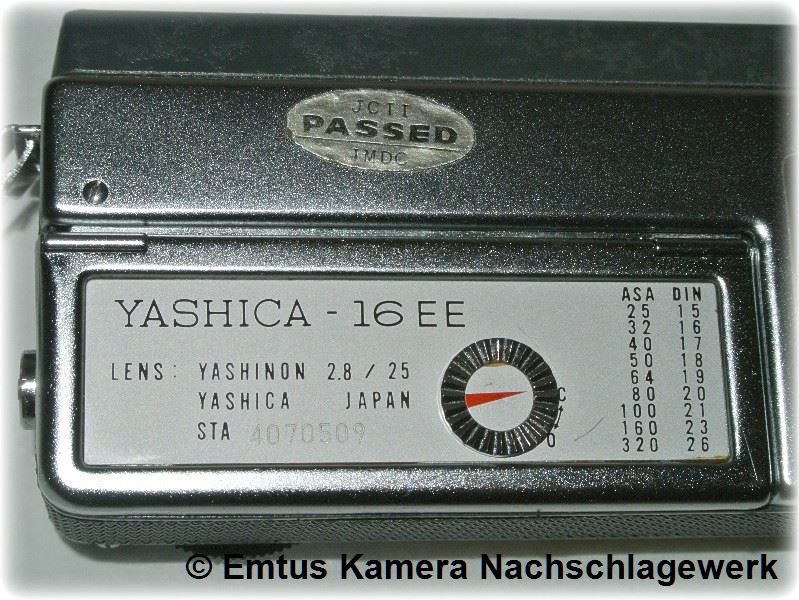 JCII
PASSED
JMDC
YASHICA - 16 EE
LENS: YASHINON 2.8 / 25
YASHICA JAPAN
STA 4070509
C
O
ASA DIN
25 15
32 16
40 17
50 18
64 19
80 20
100 21
160 23
320 26
© Emtus Kamera Nachschlagewerk